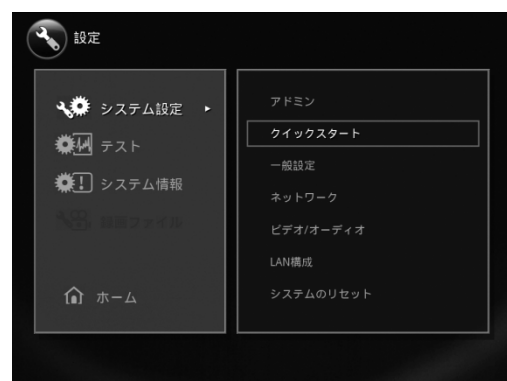 設定
システム設定
テスト
システム情報
ホーム
アドミン
クイックスタート
一般設定
ネットワーク
ビデオ/オーディオ
LAN構成
システムのリセット